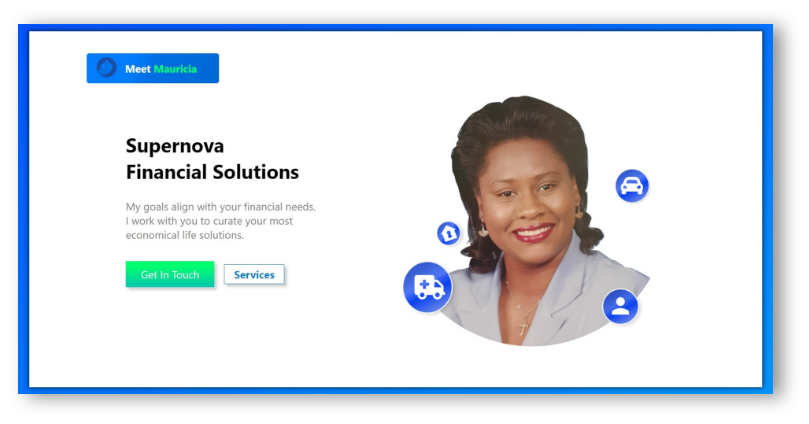 Meet Mauricia
Supernova
Financial Solutions
My goals align with your financial needs.
I work with you to curate your most
economical life solutions.
Get In Touch
Services